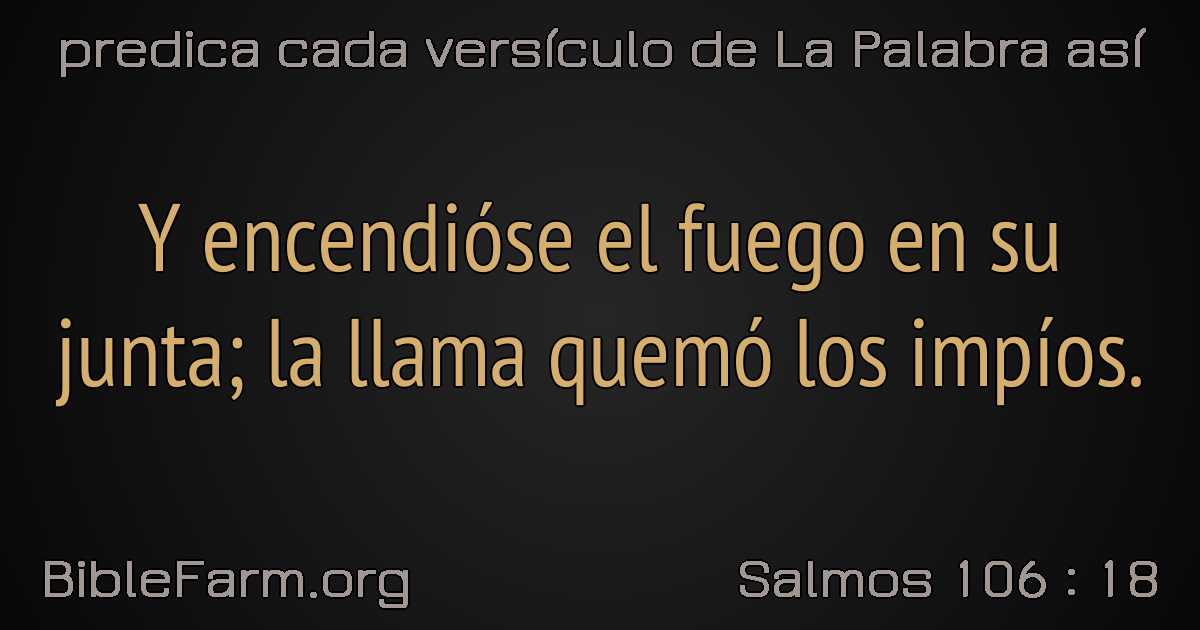 predica cada versículo de La Palabra así
Y encendióse el fuego en su
junta; la llama quemó los impíos.
BibleFarm.org
Salmos 106 : 18